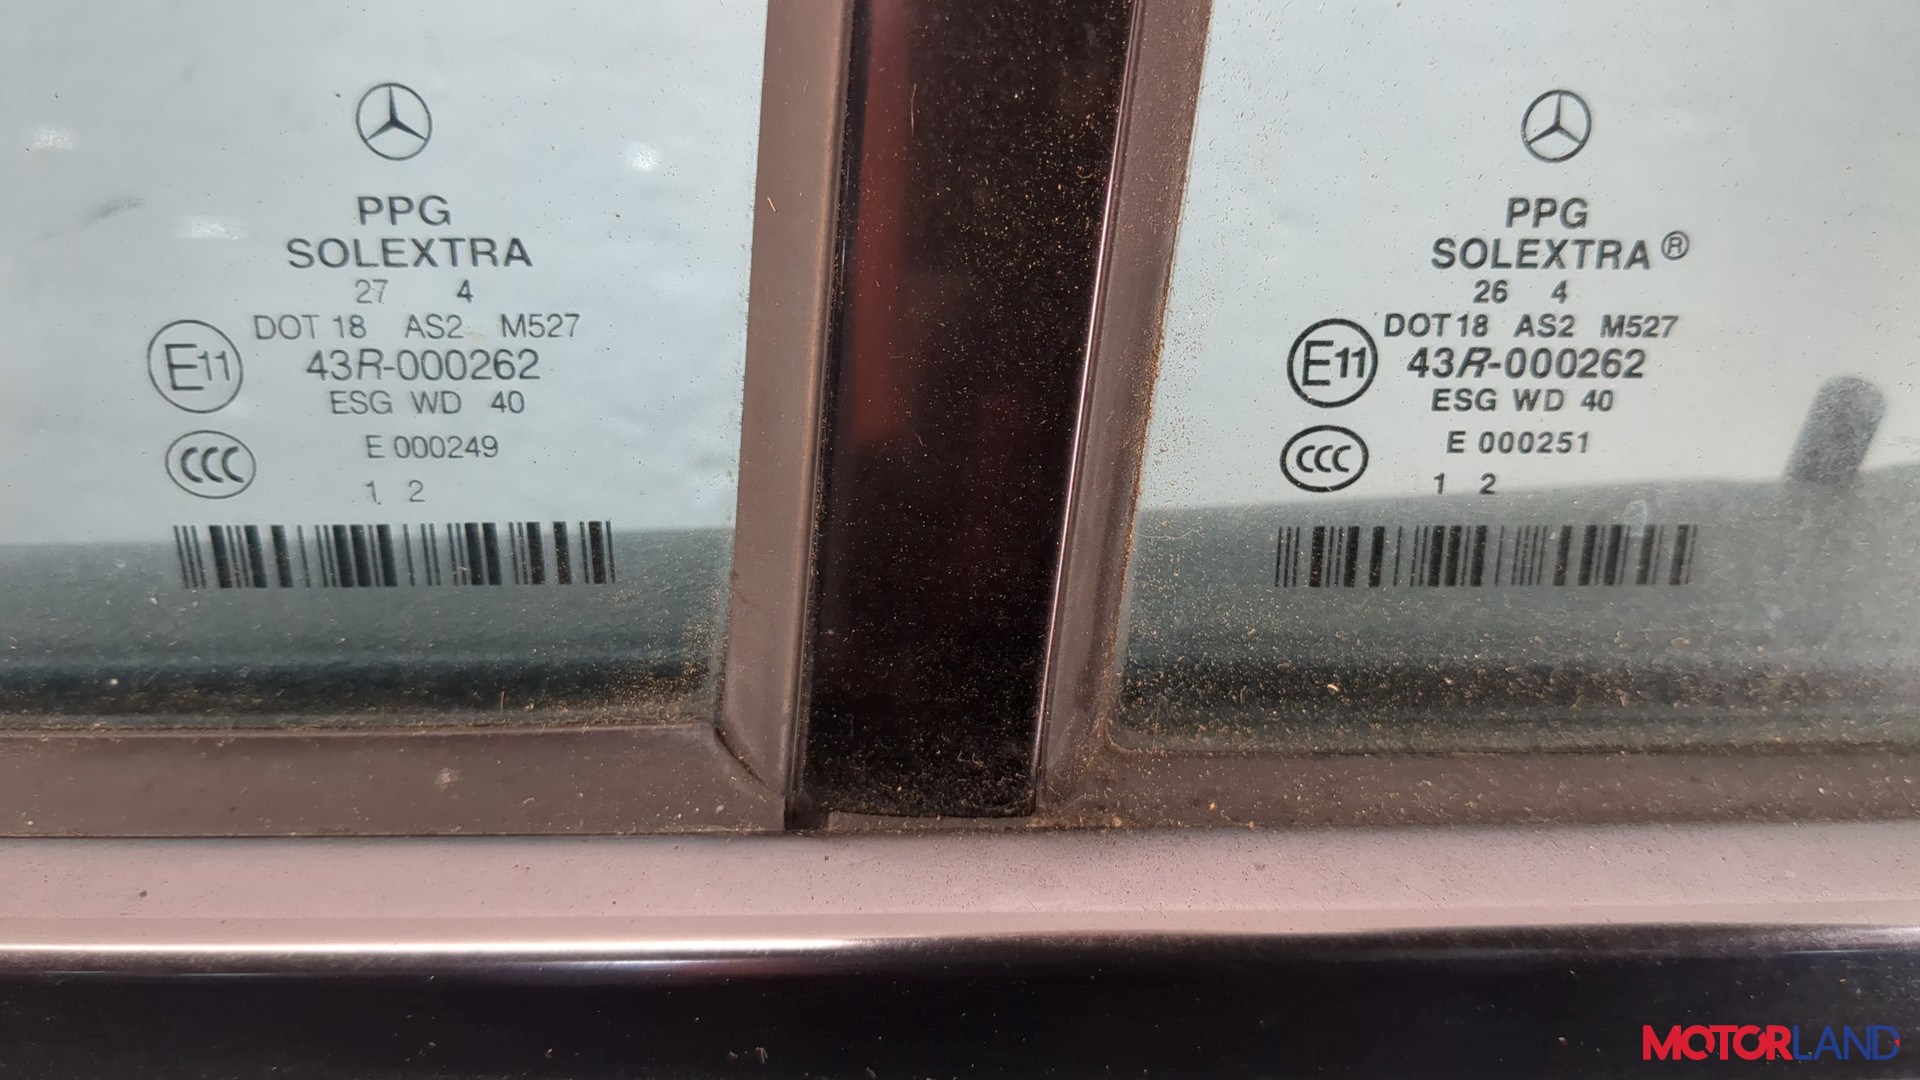 PPG
SOLEXTRA
27 4
DOT 18 AS2 M527
E11 43R-000262
ESG WD 40
CCC E 000249
1 2
PPG
SOLEXTRA®
26 4
DOT 18 AS2 M527
E11 43R-000262
ESG WD 40
CCC E 000251
1 2
MOTORLAND